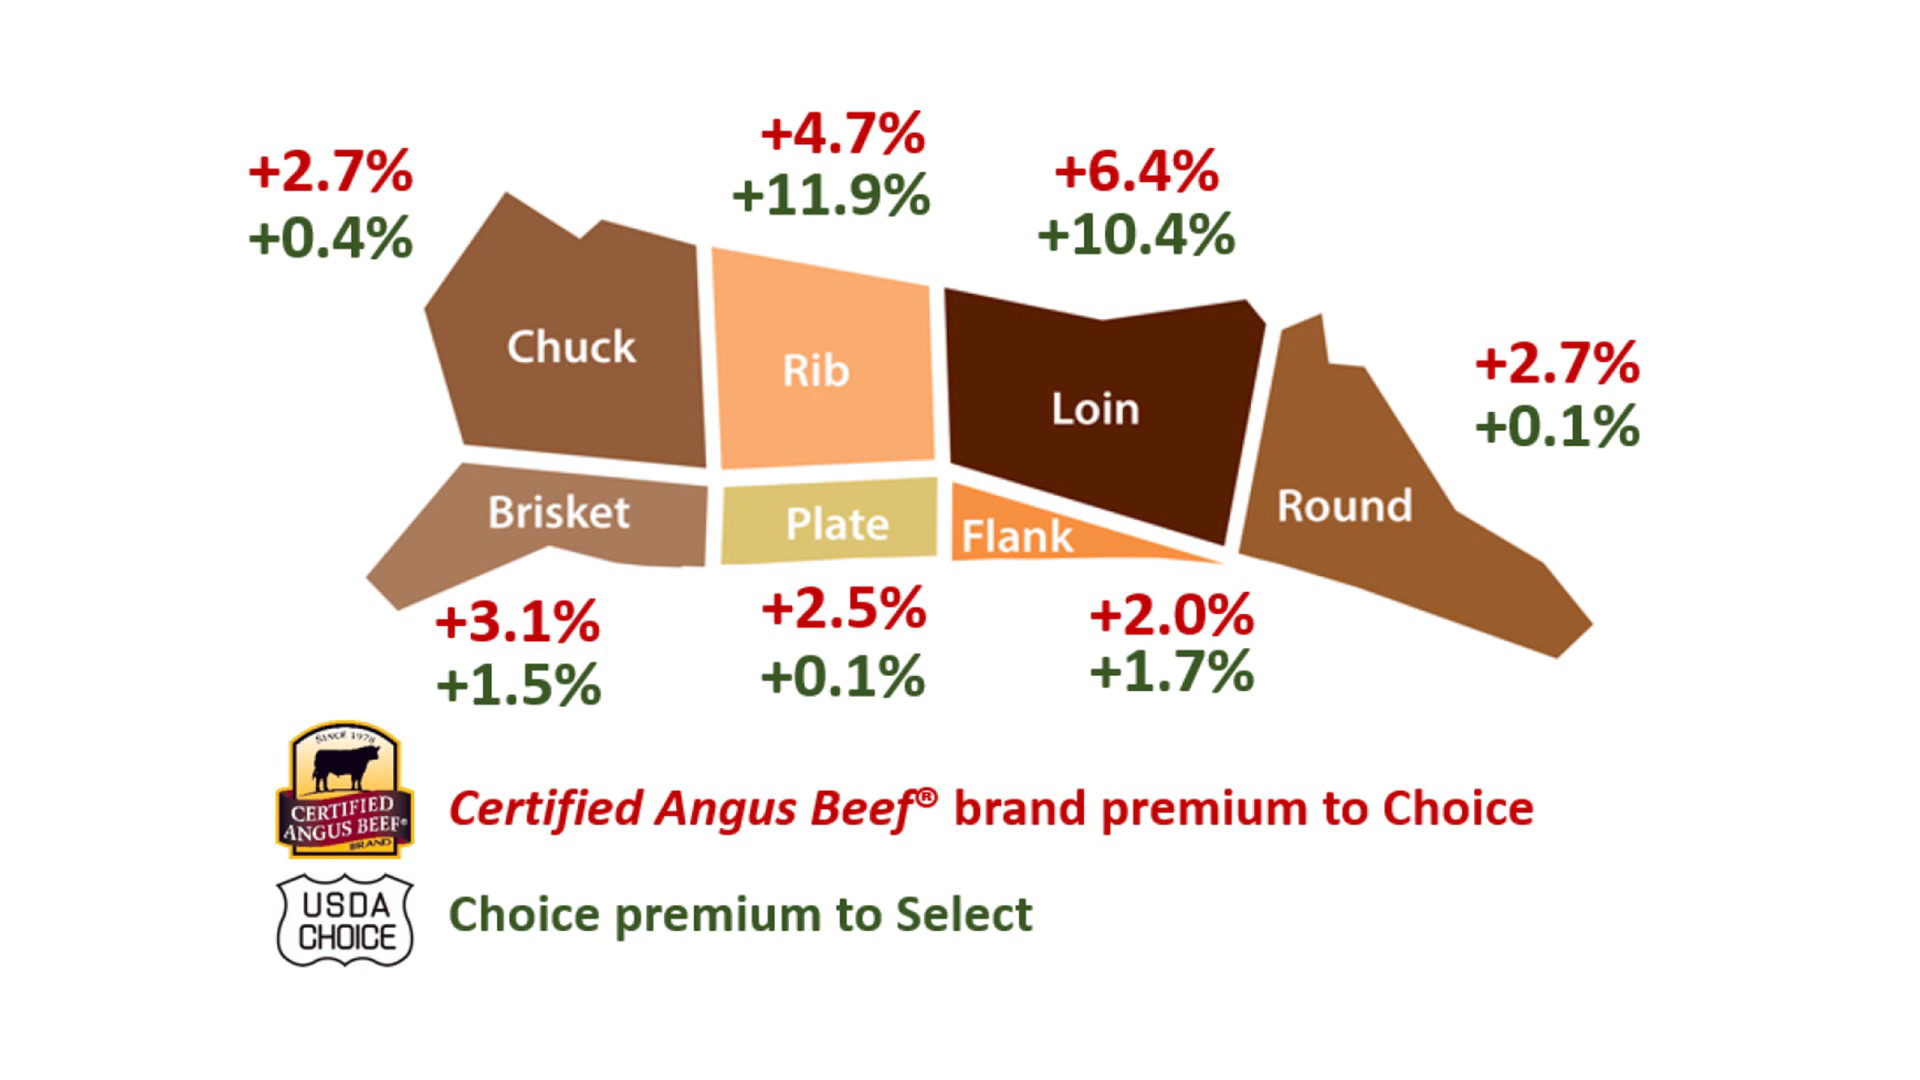 +4.7%
+11.9%
+2.7%
+0.4%
+6.4%
+10.4%
+2.7%
+0.1%
Chuck
Rib
Loin
Round
Brisket
Plate
Flank
+3.1%
+1.5%
+2.5%
+0.1%
+2.0%
+1.7%
SINCE 1978
CERTIFIED
ANGUS BEEF®
BRAND
Certified Angus Beef® brand premium to Choice
USDA
CHOICE
Choice premium to Select